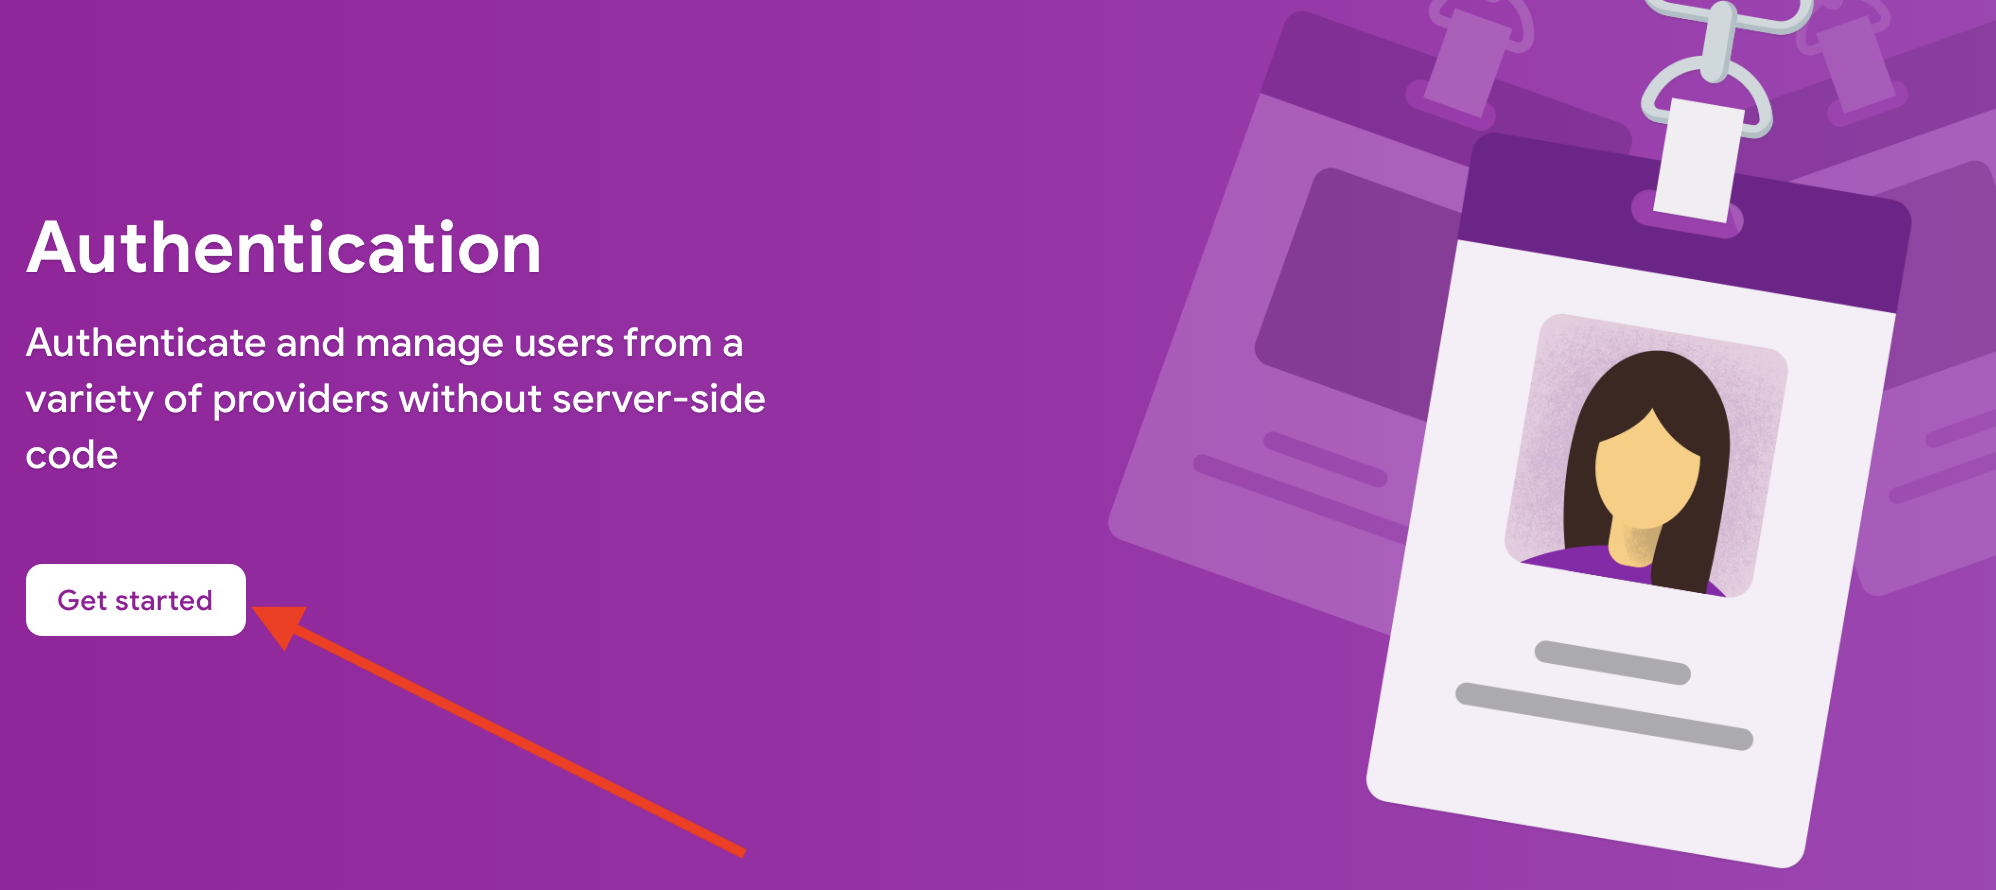 Authentication
Authenticate and manage users from a
variety of providers without server-side
code
Get started